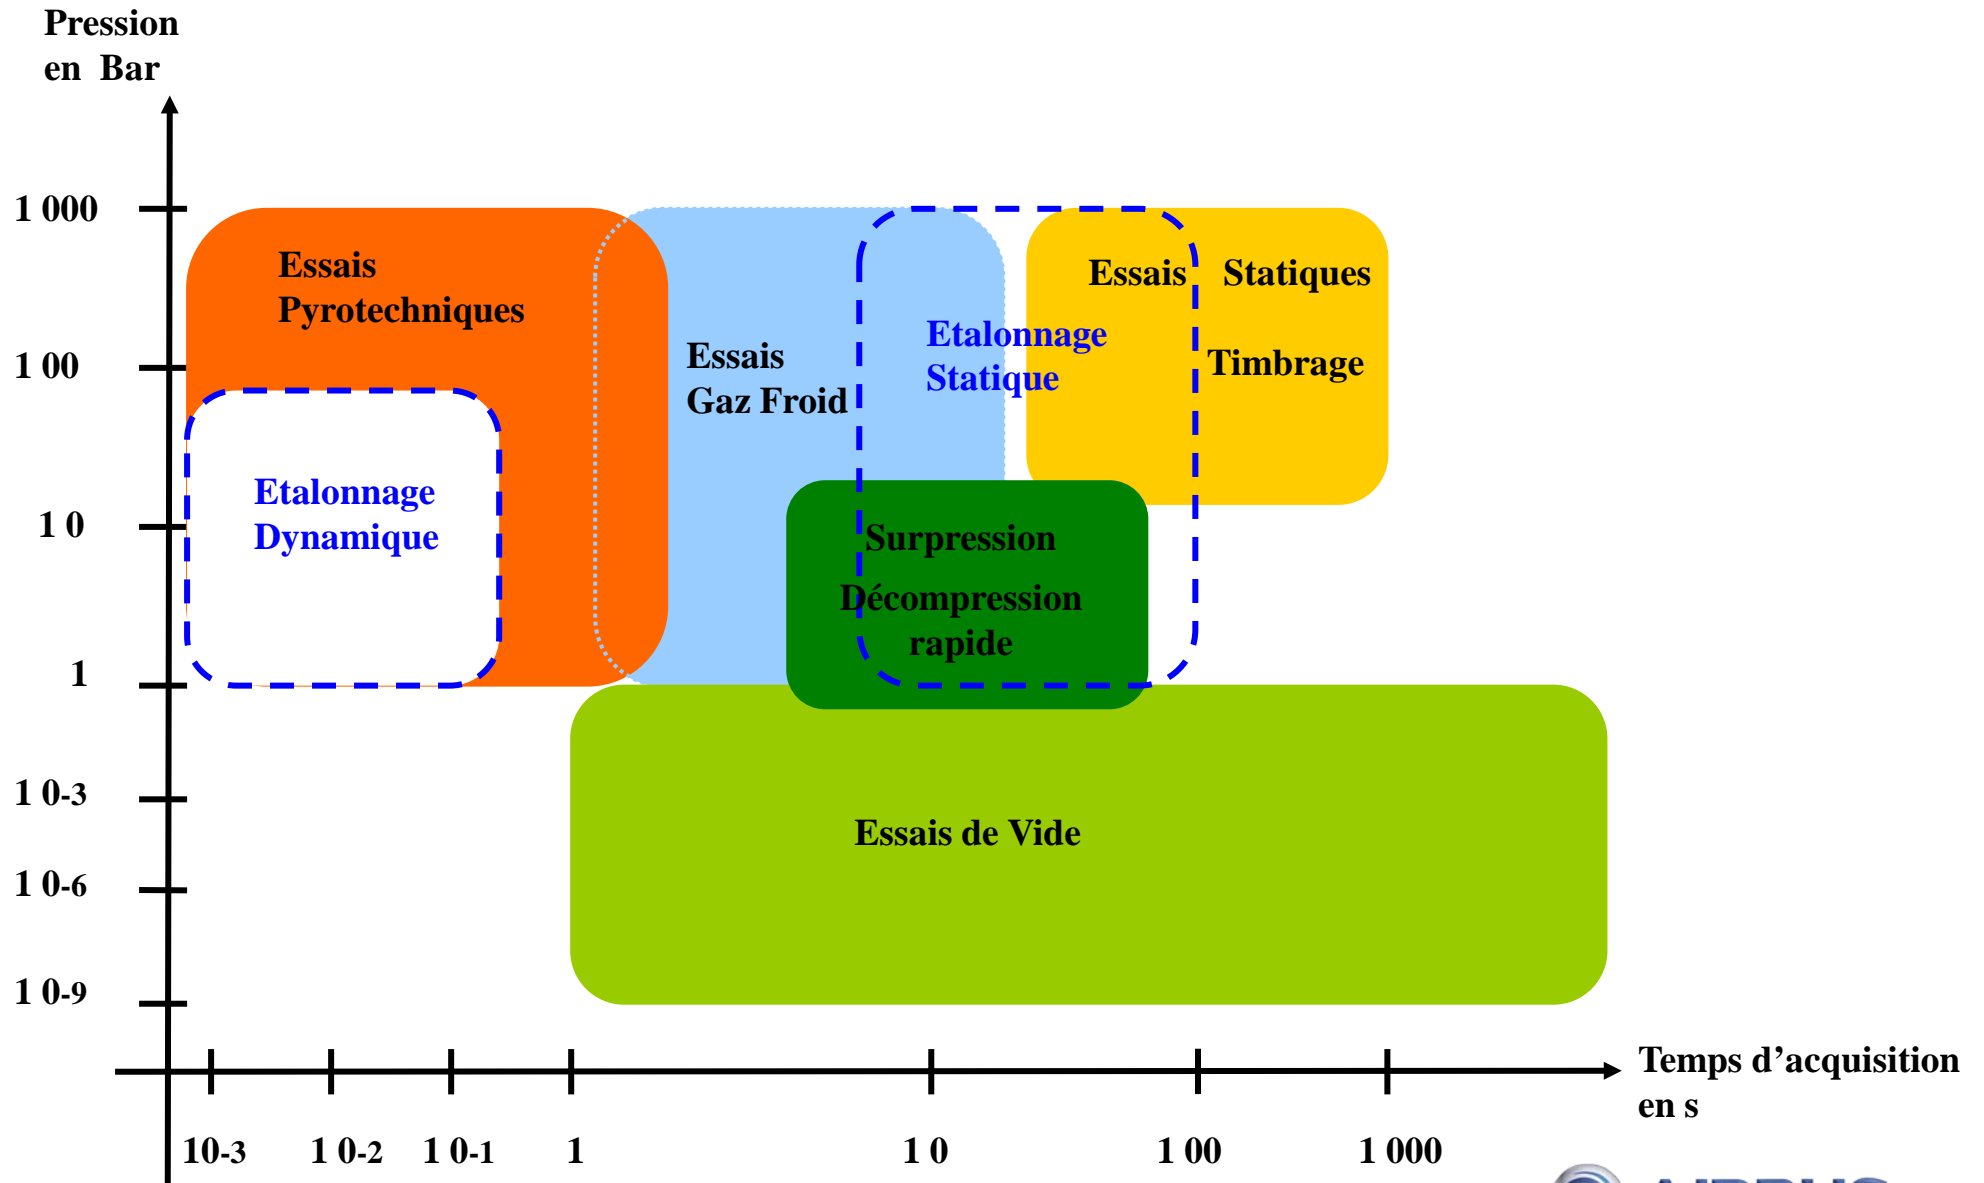 Pression
en Bar
1 000
Essais
Pyrotechniques
Essais Statiques
Etalonnage
Statique
Essais
Gaz Froid
Timbrage
1 00
Etalonnage
Dynamique
1 0
Surpression
Décompression
rapide
1
1 0-3
Essais de Vide
1 0-6
1 0-9
Temps d’acquisition
en s
10-3 1 0-2 1 0-1 1 1 0 1 00 1 000